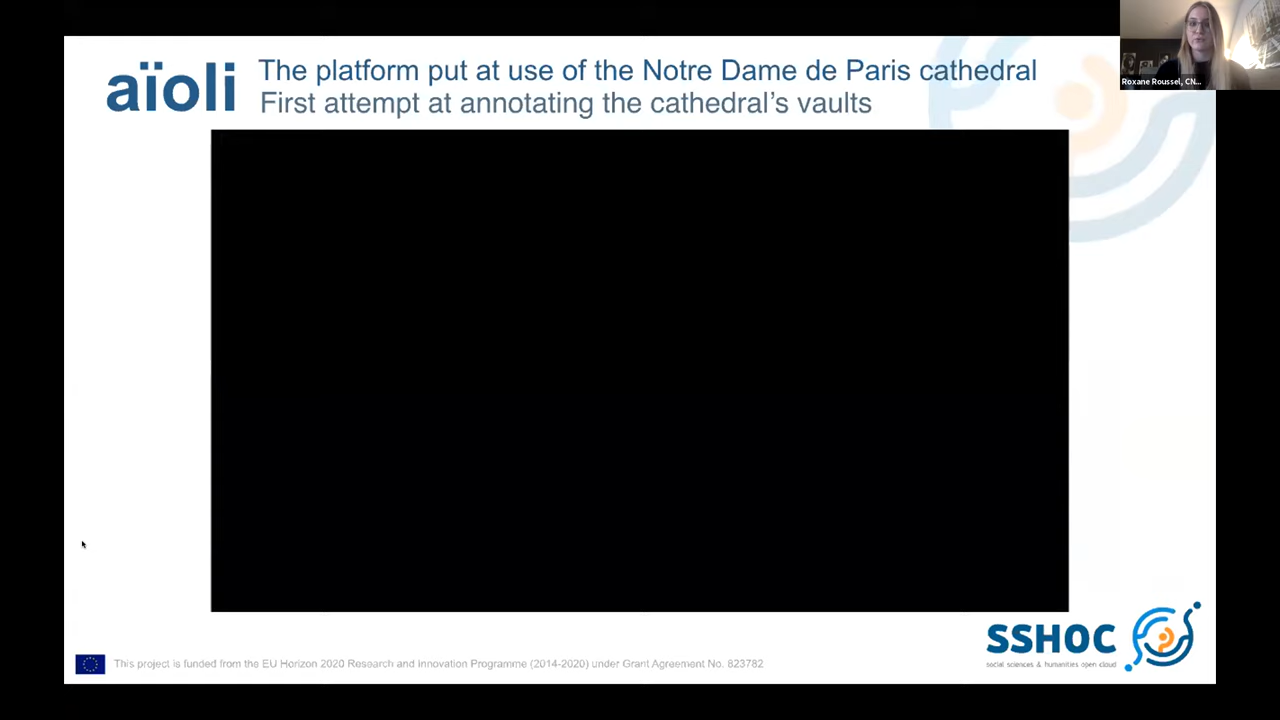 aïoli
The platform put at use of the Notre Dame de Paris cathedral
First attempt at annotating the cathedral's vaults
Roxane Roussel, CN...
SSHOC
social sciences & humanities open cloud
This project is funded from the EU Horizon 2020 Research and Innovation Programme (2014-2020) under Grant Agreement No. 823782